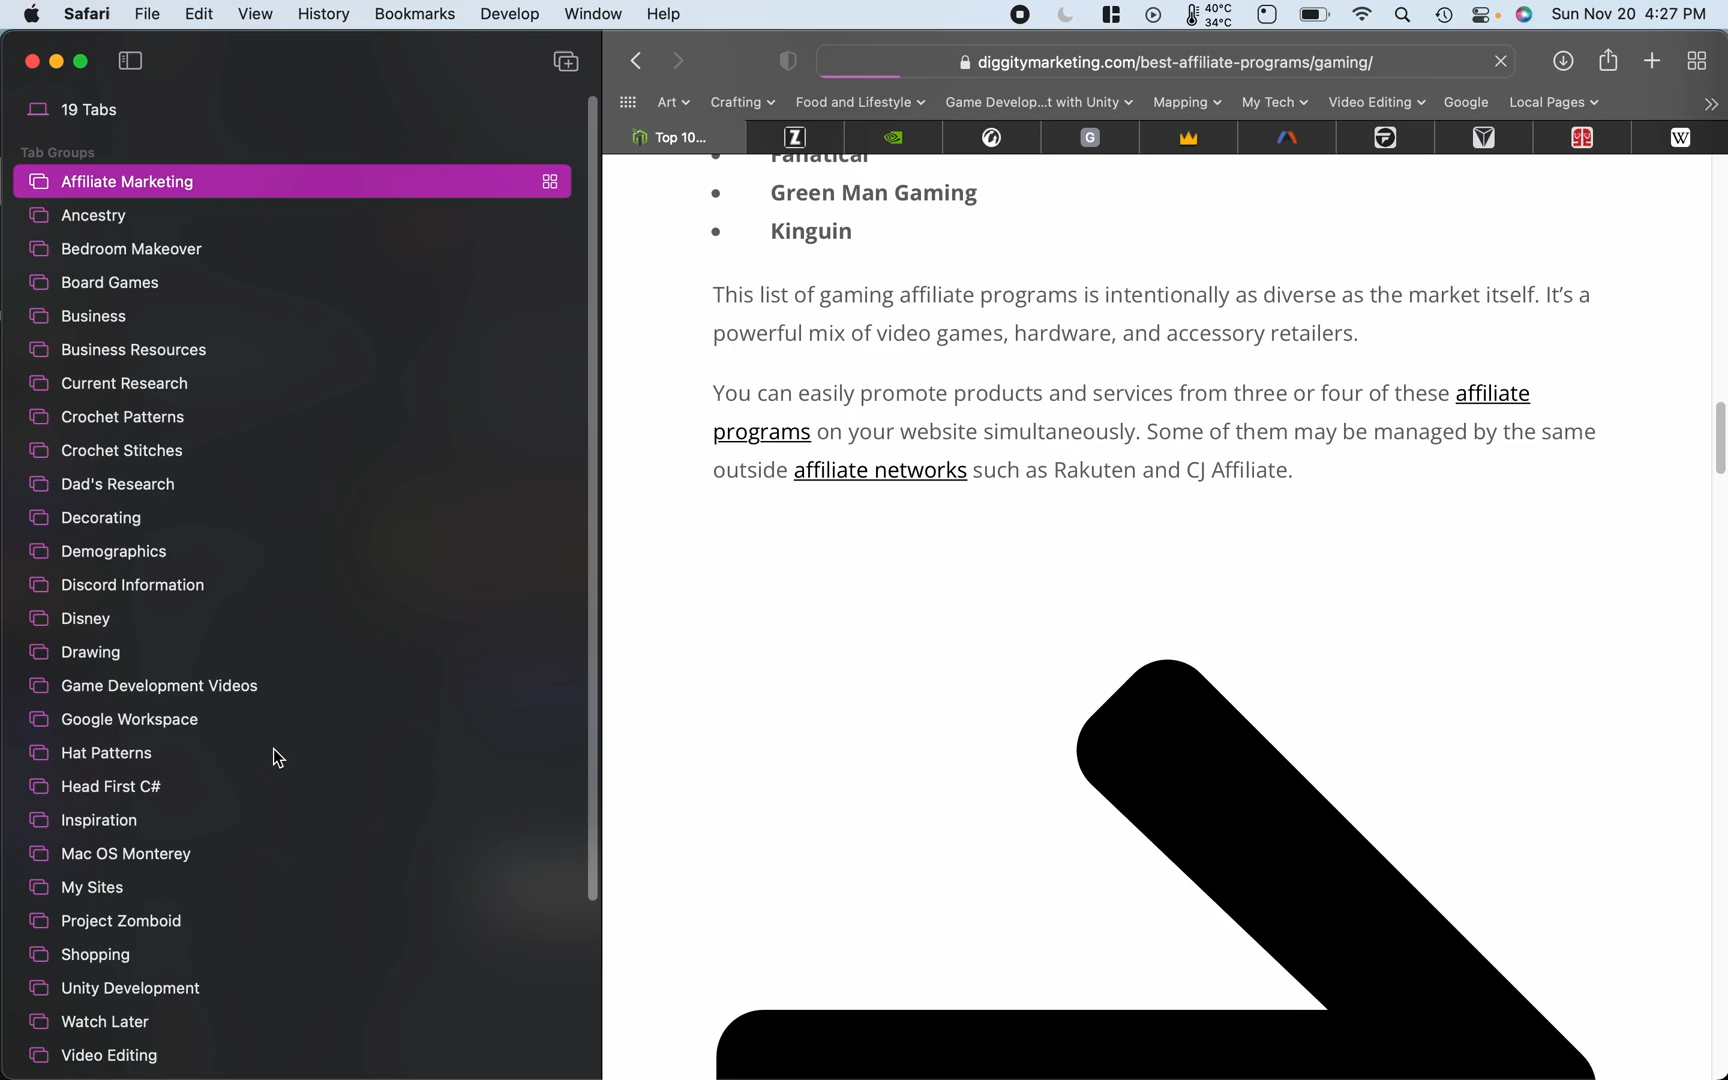 Safari File Edit View History Bookmarks Develop Window Help 40°C 34°C Sun Nov 20 4:27 PM
19 Tabs
Tab Groups
Affiliate Marketing
Ancestry
Bedroom Makeover
Board Games
Business
Business Resources
Current Research
Crochet Patterns
Crochet Stitches
Dad's Research
Decorating
Demographics
Discord Information
Disney
Drawing
Game Development Videos
Google Workspace
Hat Patterns
Head First C#
Inspiration
Mac OS Monterey
My Sites
Project Zomboid
Shopping
Unity Development
Watch Later
Video Editing
diggitymarketing.com/best-affiliate-programs/gaming/
Art Crafting Food and Lifestyle Game Develop...t with Unity Mapping My Tech Video Editing Google Local Pages
Top 10... Z G W
Fanatical
Green Man Gaming
Kinguin
This list of gaming affiliate programs is intentionally as diverse as the market itself. It's a
powerful mix of video games, hardware, and accessory retailers.
You can easily promote products and services from three or four of these affiliate
programs on your website simultaneously. Some of them may be managed by the same
outside affiliate networks such as Rakuten and CJ Affiliate.